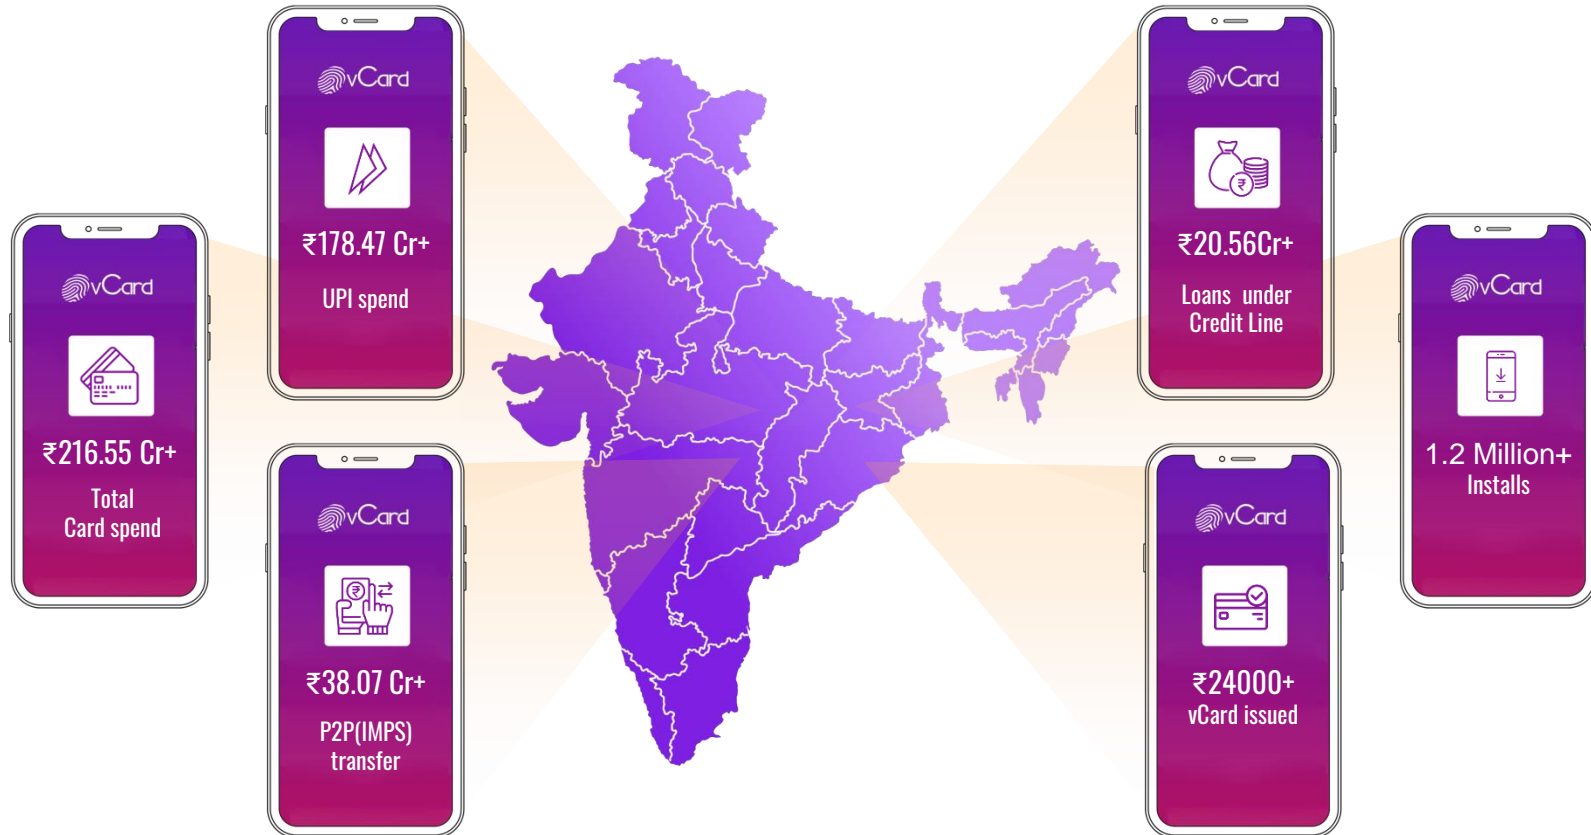 vCard
₹178.47 Cr+
UPI spend
vCard
₹20.56Cr+
Loans under
Credit Line
vCard
₹216.55 Cr+
Total
Card spend
vCard
1.2 Million+
Installs
vCard
₹38.07 Cr+
P2P(IMPS)
transfer
vCard
₹24000+
vCard issued